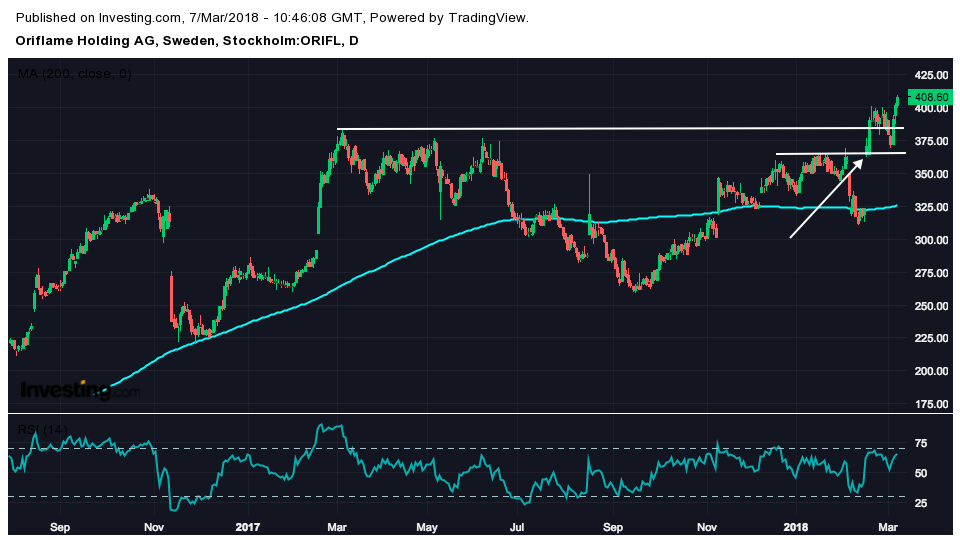 Published on Investing.com, 7/Mar/2018 - 10:46:08 GMT, Powered by TradingView.
Oriflame Holding AG, Sweden, Stockholm:ORIFL, D
MA (200, close, 0)
425.00
408.60
400.00
375.00
350.00
325.00
300.00
275.00
250.00
225.00
200.00
175.00
Investing.com
RSI (14)
75
50
25
Sep Nov 2017 Mar May Jul Sep Nov 2018 Mar